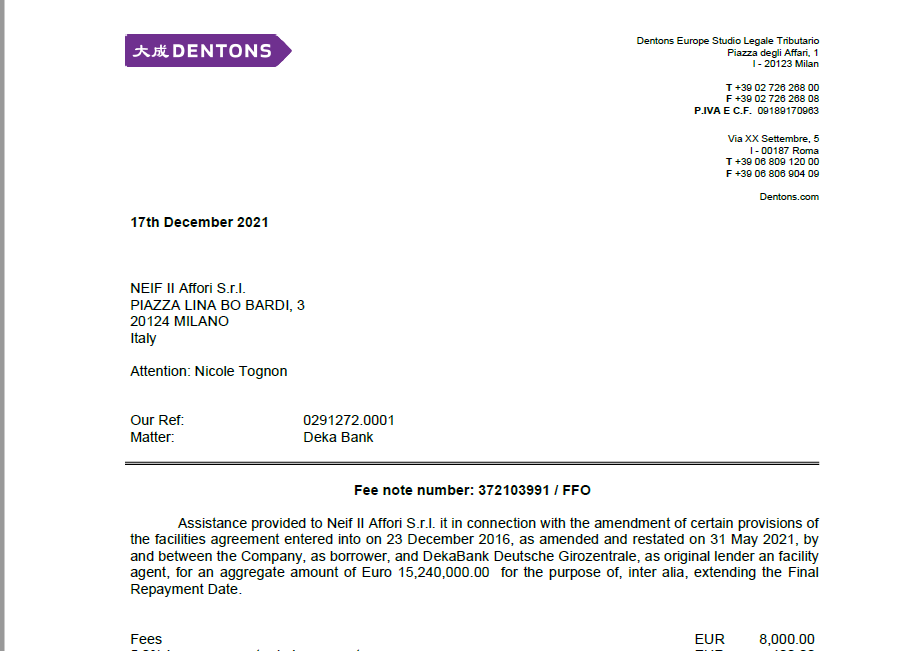 大成 DENTONS
Dentons Europe Studio Legale Tributario
Piazza degli Affari, 1
I - 20123 Milan
T +39 02 726 268 00
F +39 02 726 268 08
P.IVA E C.F. 09189170963
Via XX Settembre, 5
I - 00187 Roma
T +39 06 809 120 00
F +39 06 806 904 09
Dentons.com
17th December 2021
NEIF II Affori S.r.l.
PIAZZA LINA BO BARDI, 3
20124 MILANO
Italy
Attention: Nicole Tognon
Our Ref: 0291272.0001
Matter: Deka Bank
Fee note number: 372103991 / FFO
Assistance provided to Neif II Affori S.r.l. it in connection with the amendment of certain provisions of
the facilities agreement entered into on 23 December 2016, as amended and restated on 31 May 2021, by
and between the Company, as borrower, and DekaBank Deutsche Girozentrale, as original lender an facility
agent, for an aggregate amount of Euro 15,240,000.00 for the purpose of, inter alia, extending the Final
Repayment Date.
Fees EUR 8,000.00